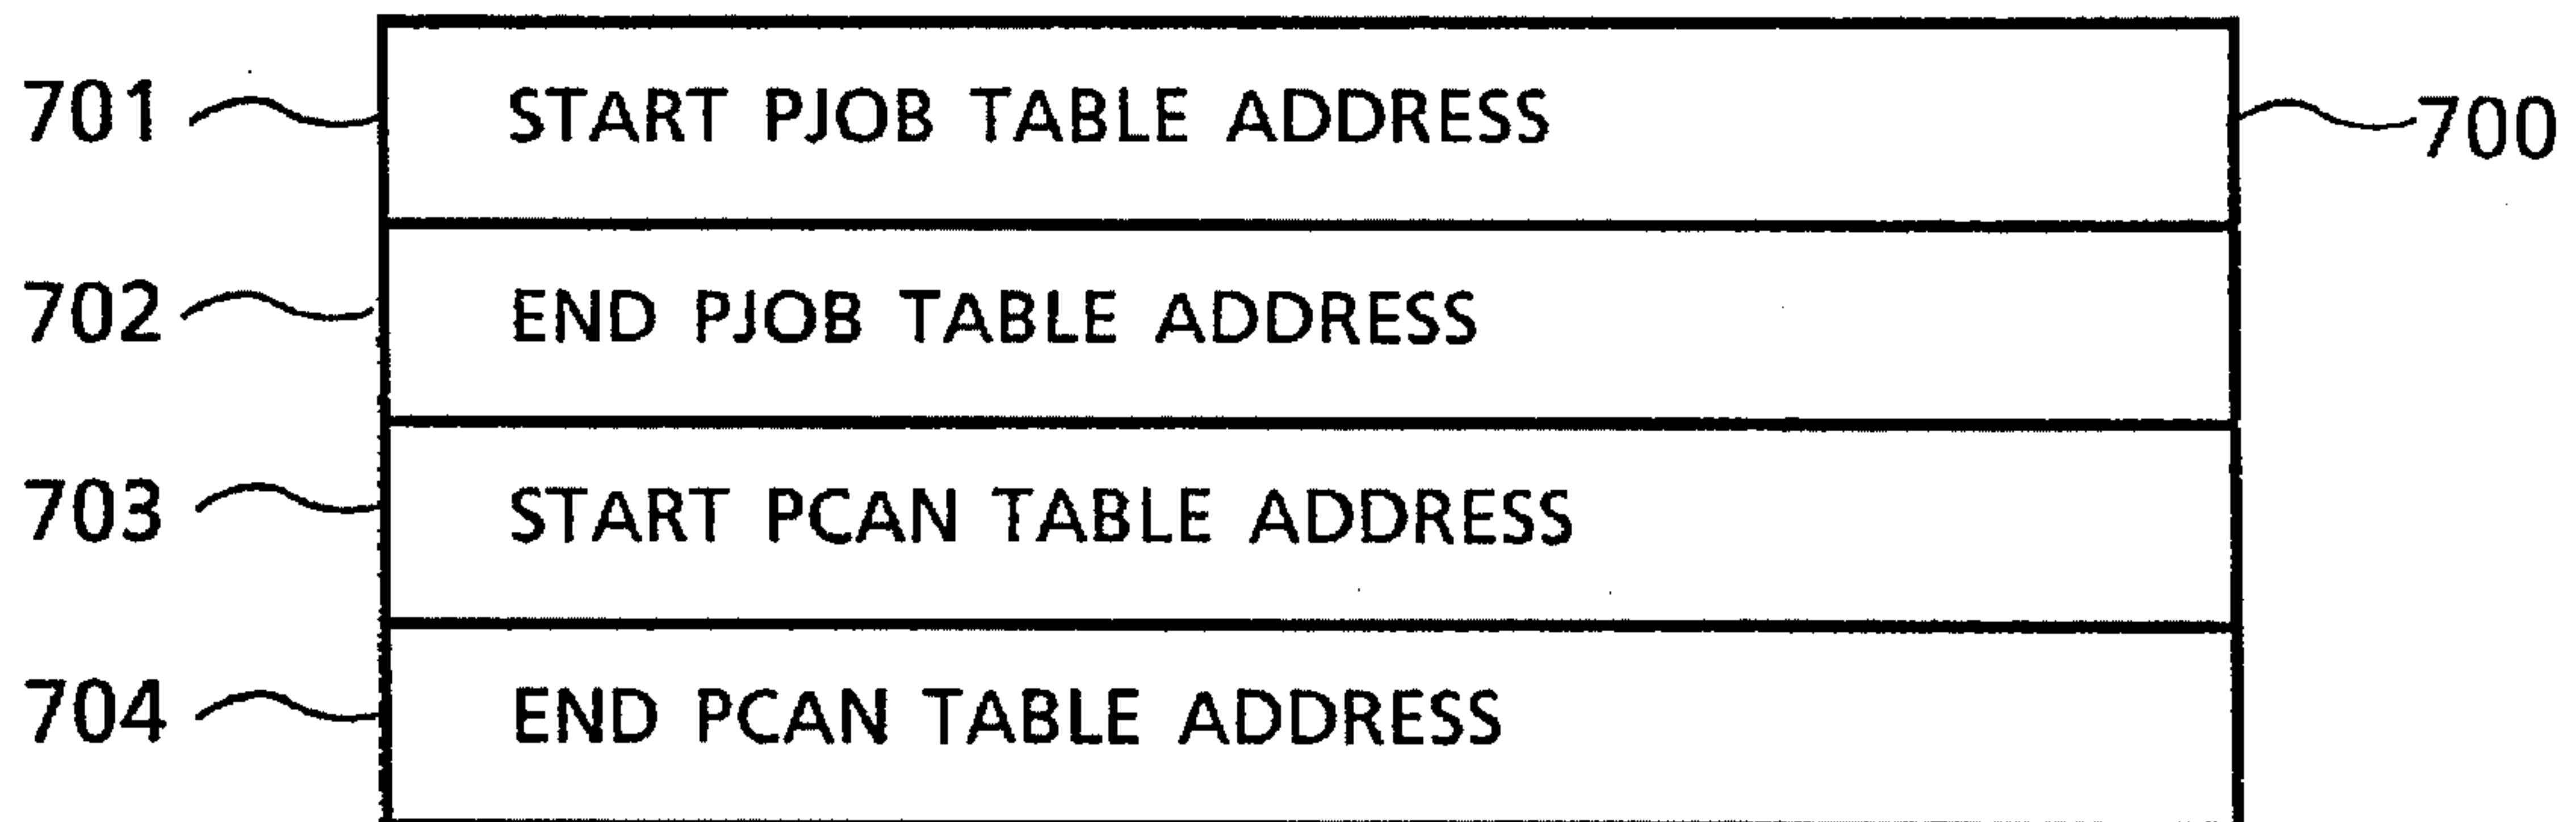 701 START PJOB TABLE ADDRESS 700
702 END PJOB TABLE ADDRESS
703 START PCAN TABLE ADDRESS
704 END PCAN TABLE ADDRESS